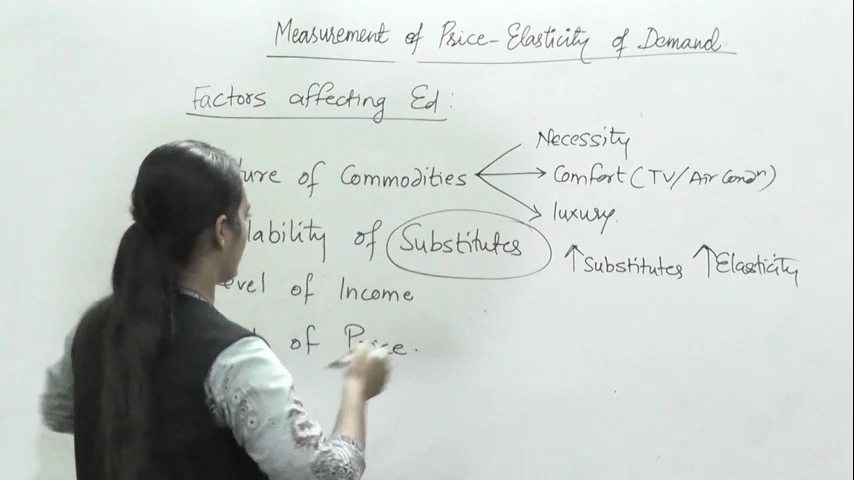 Measurement of Price-Elasticity of Demand
Factors affecting Ed:
ure of Commodities
Necessity
Comfort (TV/Air Condn)
luxury.
lability of Substitutes
↑Substitutes ↑Elasticity
evel of Income
of Price.